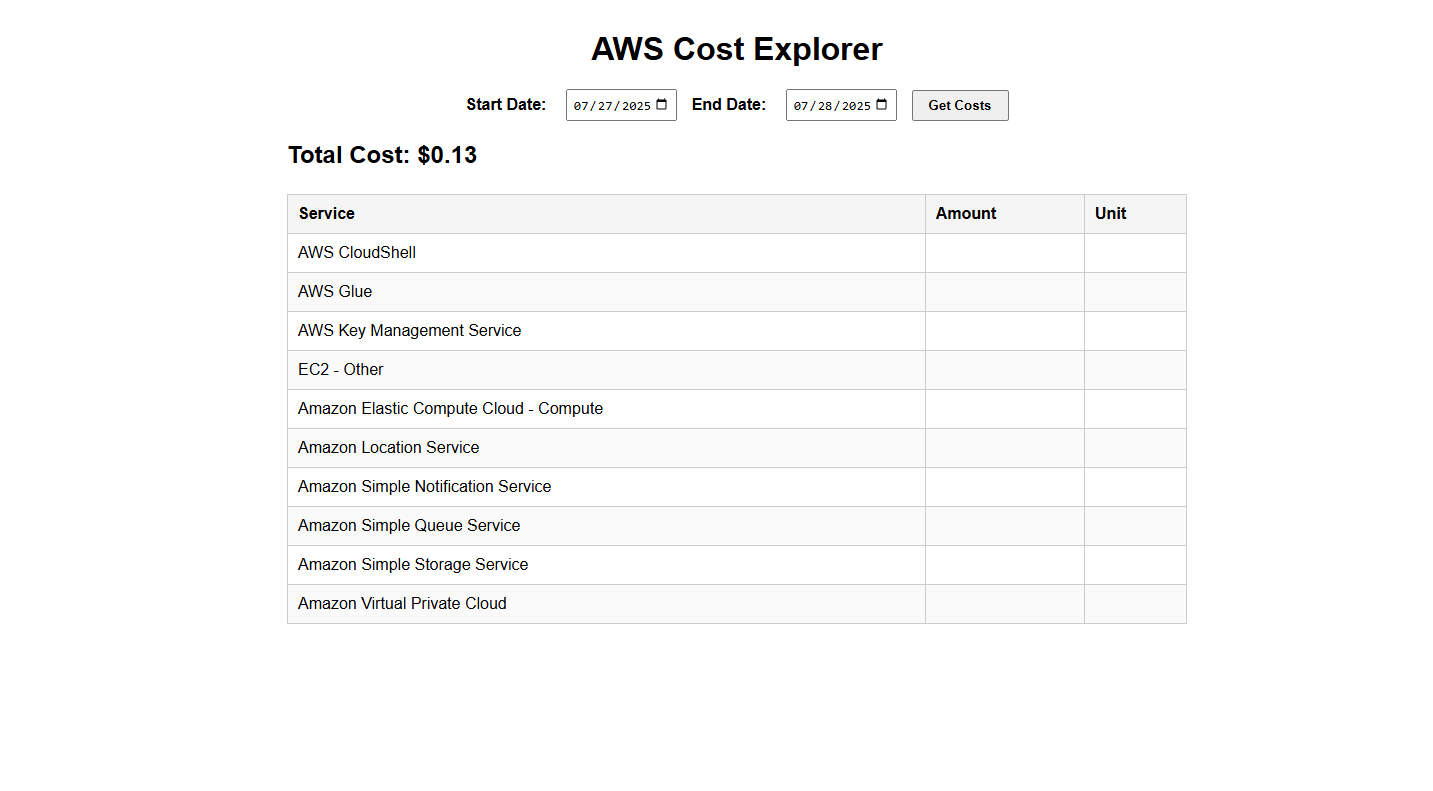 AWS Cost Explorer
Start Date: 07/27/2025 End Date: 07/28/2025 Get Costs
Total Cost: $0.13
Service Amount Unit
AWS CloudShell
AWS Glue
AWS Key Management Service
EC2 - Other
Amazon Elastic Compute Cloud - Compute
Amazon Location Service
Amazon Simple Notification Service
Amazon Simple Queue Service
Amazon Simple Storage Service
Amazon Virtual Private Cloud